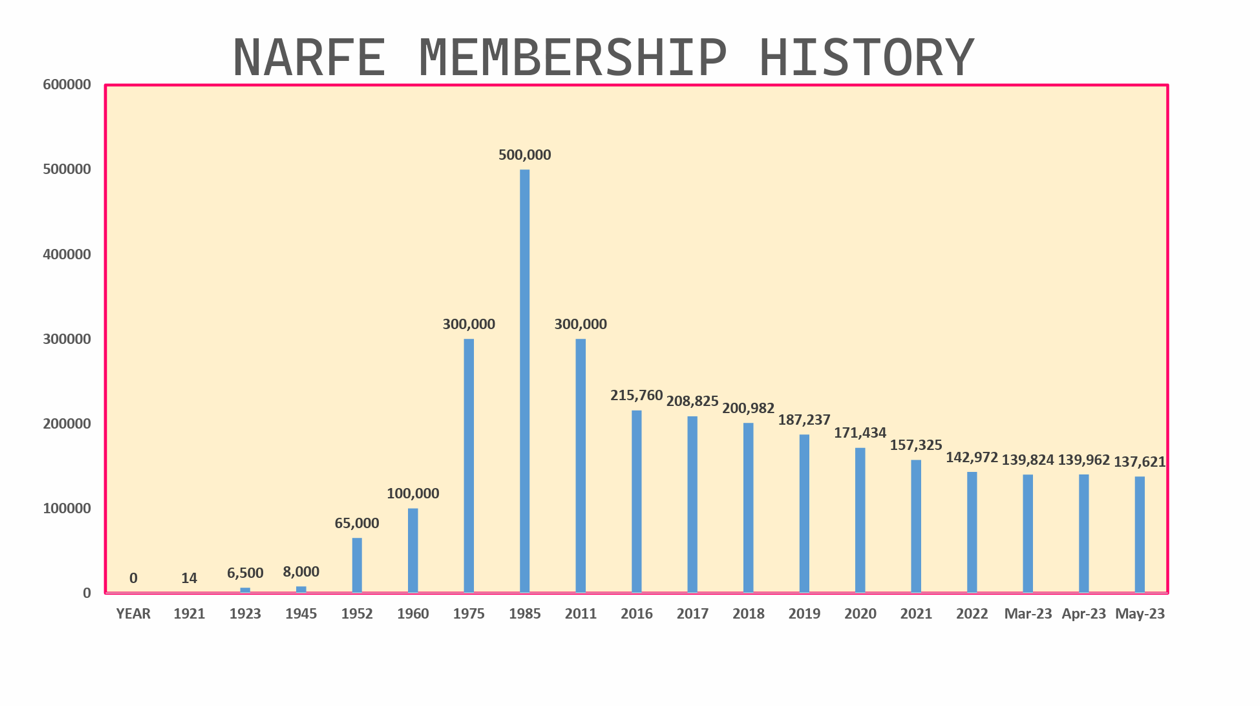 NARFE MEMBERSHIP HISTORY
600000
500000
400000
300000
200000
100000
0
0 14 6,500 8,000 65,000 100,000 300,000 500,000 300,000 215,760 208,825 200,982 187,237 171,434 157,325 142,972 139,824 139,962 137,621
YEAR 1921 1923 1945 1952 1960 1975 1985 2011 2016 2017 2018 2019 2020 2021 2022 Mar-23 Apr-23 May-23